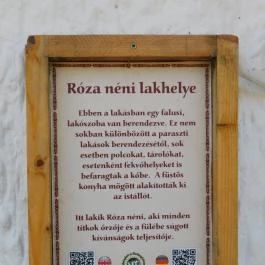 Róza néni lakhelye
Ebben a lakásban egy falusi,
lakószoba van berendezve. Ez nem
sokban különbözött a paraszti
lakások berendezésétől, sok
esetben polcokat, tárolókat,
esetenként fekvőhelyeket is
befaragtak a kőbe. A füstös
konyha mögött alakították ki
az istállót.
Itt lakik Róza néni, aki minden
titkok őrzője és a fülébe súgott
kívánságok teljesítője.